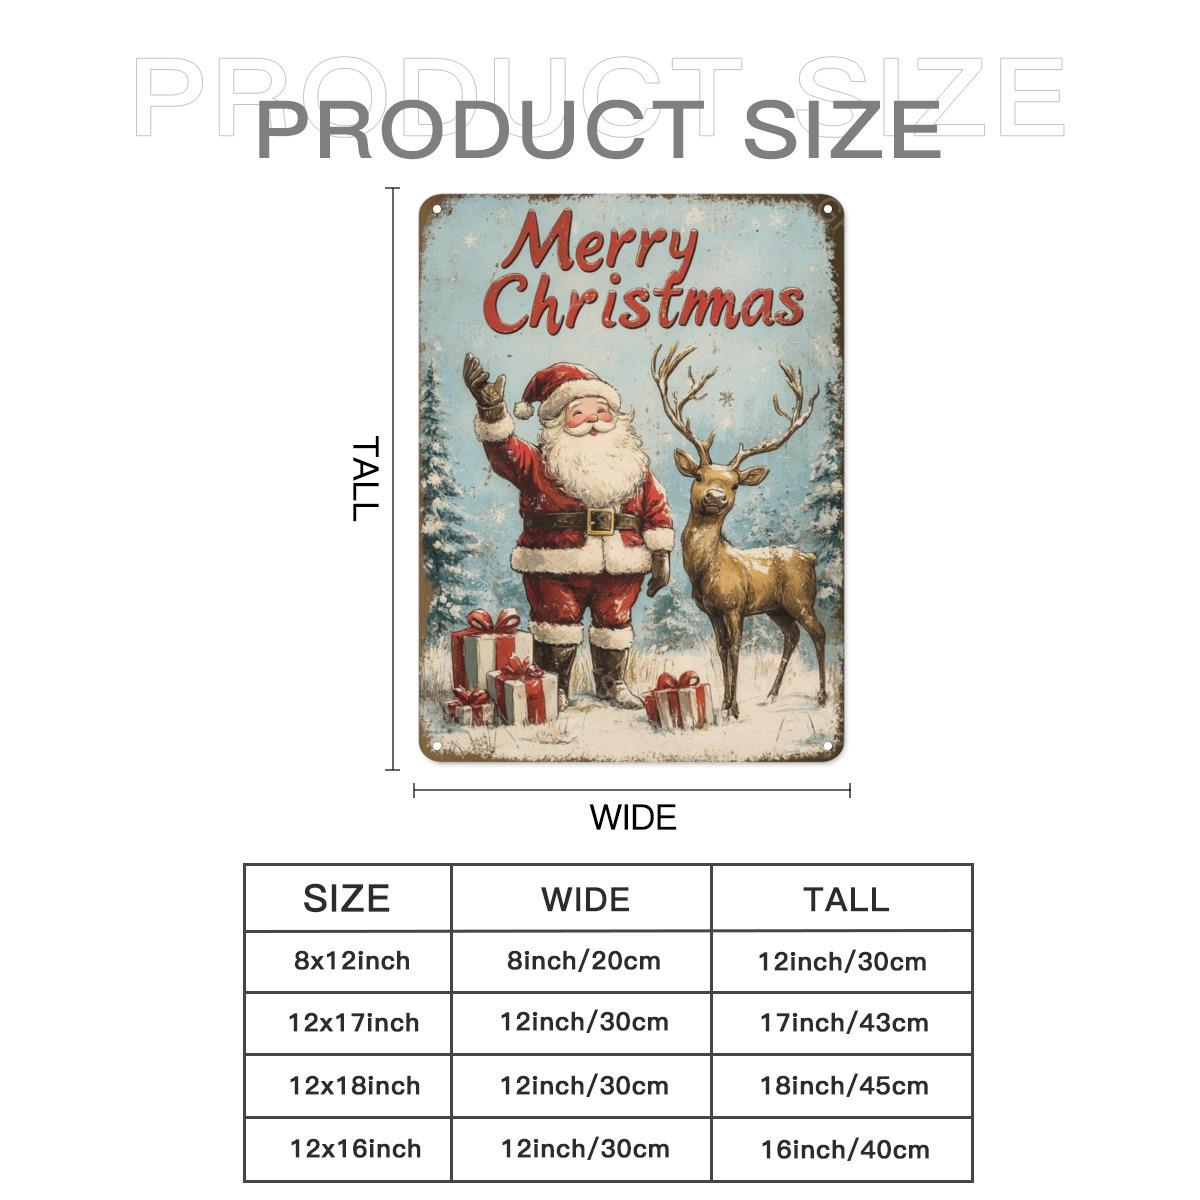 PRODUCT SIZE
PRODUCT SIZE
Merry
Christmas
TALL
WIDE
SIZE WIDE TALL
8x12inch 8inch/20cm 12inch/30cm
12x17inch 12inch/30cm 17inch/43cm
12x18inch 12inch/30cm 18inch/45cm
12x16inch 12inch/30cm 16inch/40cm